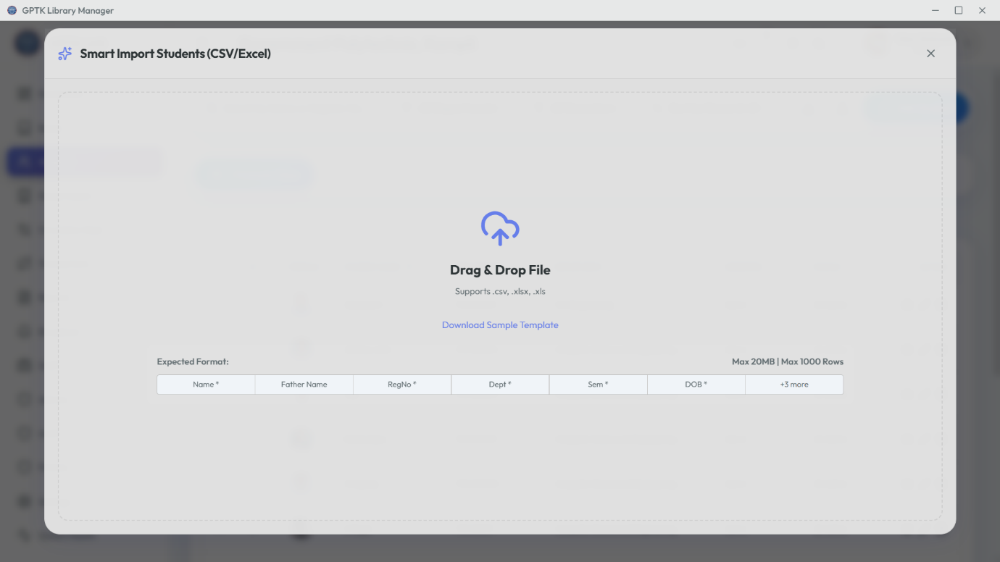 GPTK Library Manager
Smart Import Students (CSV/Excel)
Drag & Drop File
Supports .csv, .xlsx, .xls
Download Sample Template
Expected Format: Max 20MB | Max 1000 Rows
Name * Father Name RegNo * Dept * Sem * DOB * +3 more